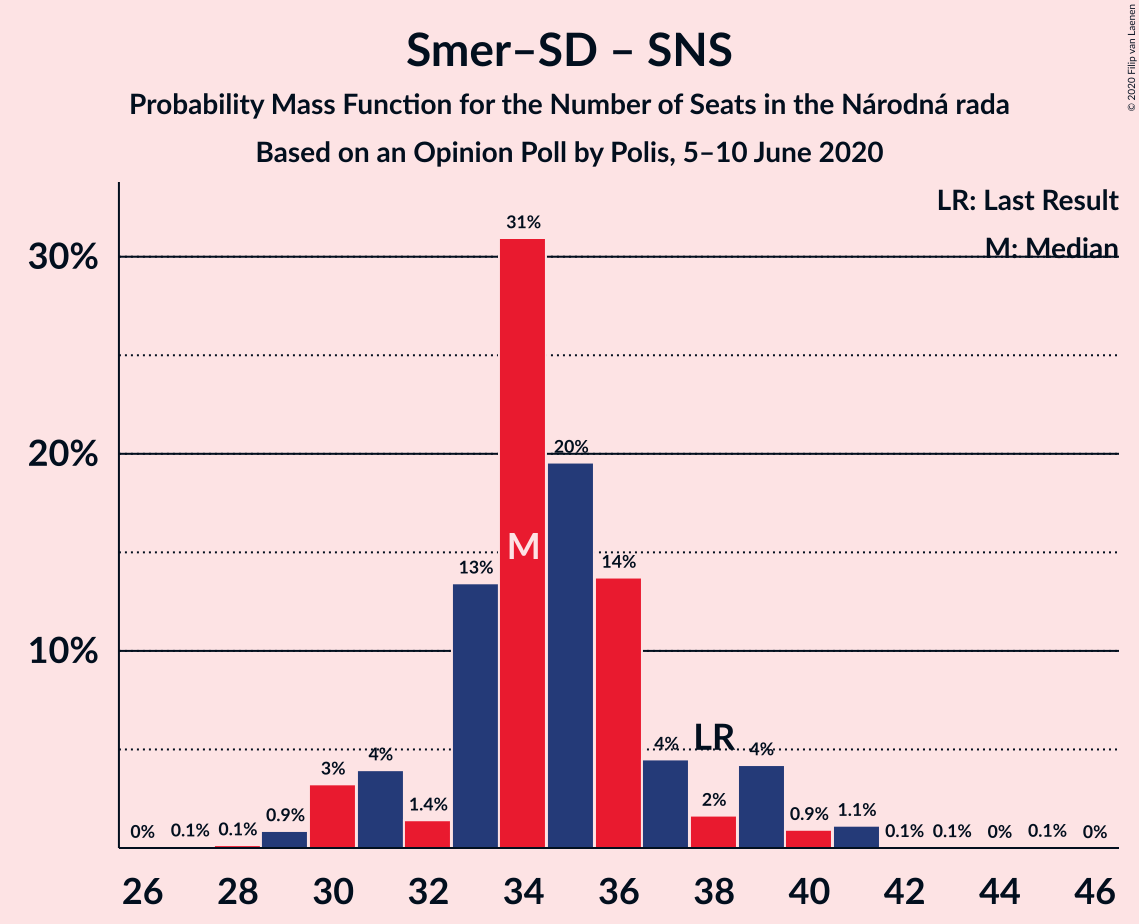 Smer–SD – SNS
Probability Mass Function for the Number of Seats in the Národná rada
Based on an Opinion Poll by Polis, 5–10 June 2020
© 2020 Filip van Laenen
LR: Last Result
M: Median
30%
20%
10%
0% 0.1% 0.1% 0.9% 3% 4% 1.4% 13% 31% 20% 14% 4% 2% 4% 0.9% 1.1% 0.1% 0.1% 0% 0.1% 0%
M
LR
26 28 30 32 34 36 38 40 42 44 46